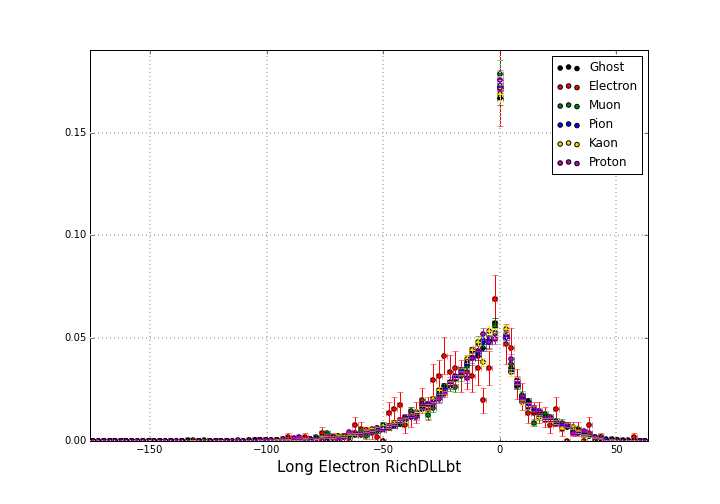 Ghost
Electron
Muon
Pion
Kaon
Proton
0.15
0.10
0.05
0.00
−150 −100 −50 0 50
Long Electron RichDLLbt